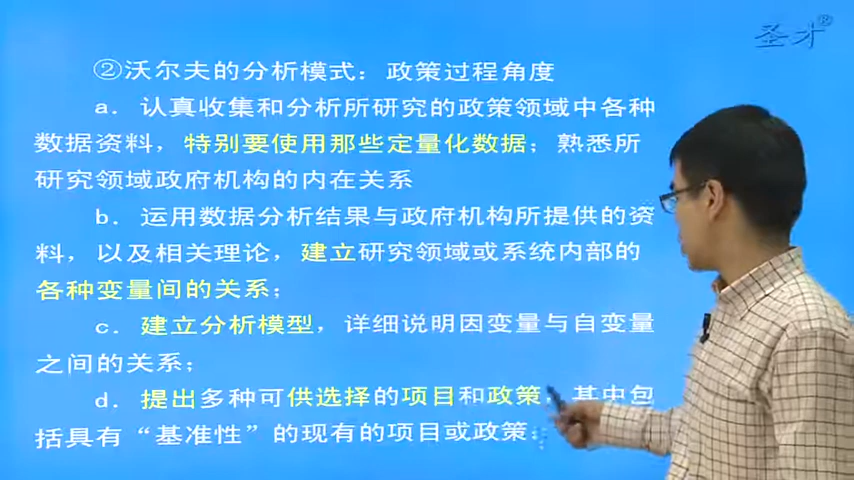 圣才®
②沃尔夫的分析模式：政策过程角度
a. 认真收集和分析所研究的政策领域中各种
数据资料，特别要使用那些定量化数据；熟悉所
研究领域政府机构的内在关系
b. 运用数据分析结果与政府机构所提供的资
料，以及相关理论，建立研究领域或系统内部的
各种变量间的关系；
c. 建立分析模型，详细说明因变量与自变量
之间的关系；
d. 提出多种可供选择的项目和政策，其中包
括具有“基准性”的现有的项目或政策；